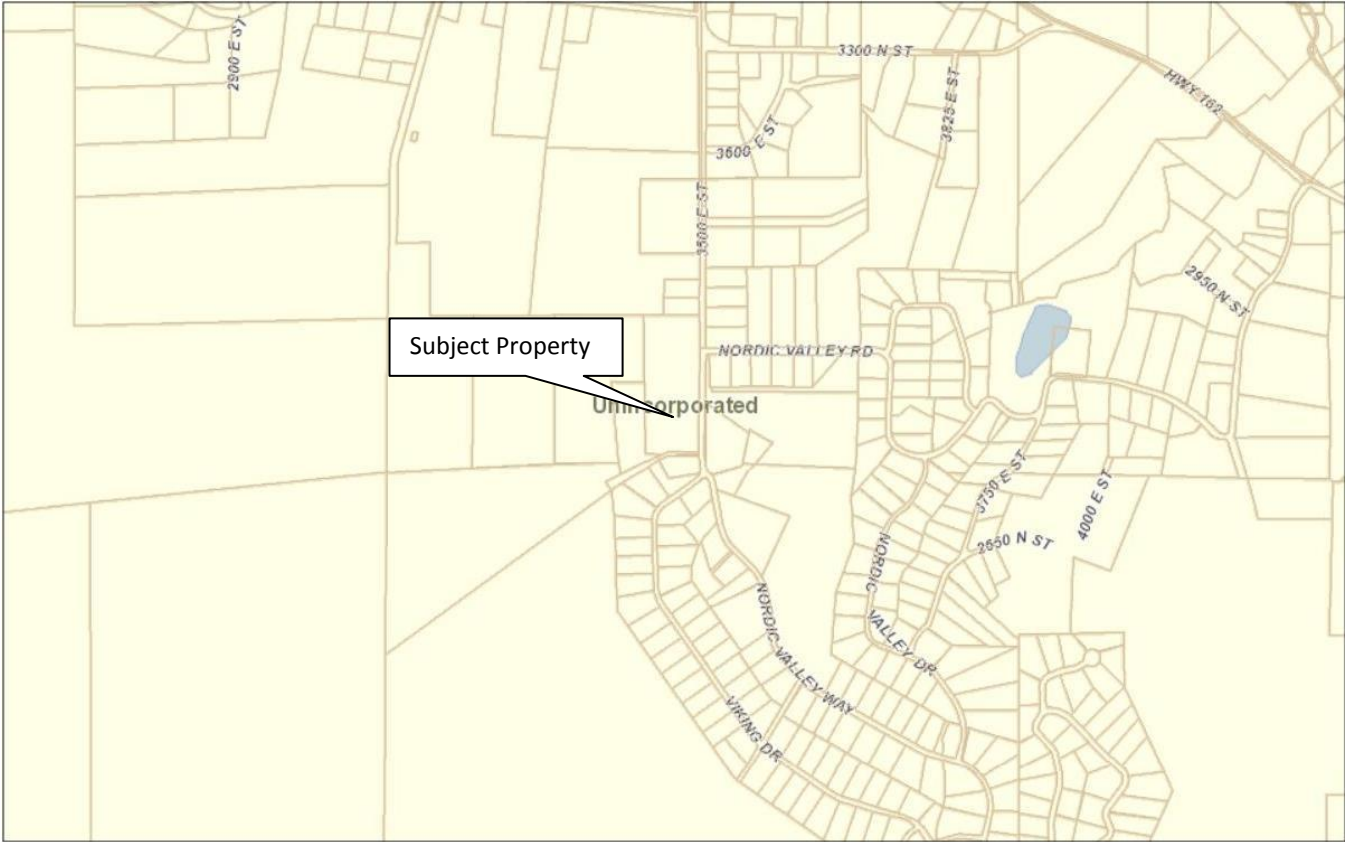 2900 E ST
3300 N ST
3825 E ST
HWY 162
3600 E ST
3500 E ST
2950 N ST
Subject Property
NORDIC VALLEY RD
Unincorporated
3750 E ST
4000 E ST
2650 N ST
NORDIC
VALLEY DR
NORDIC VALLEY WAY
VIKING DR